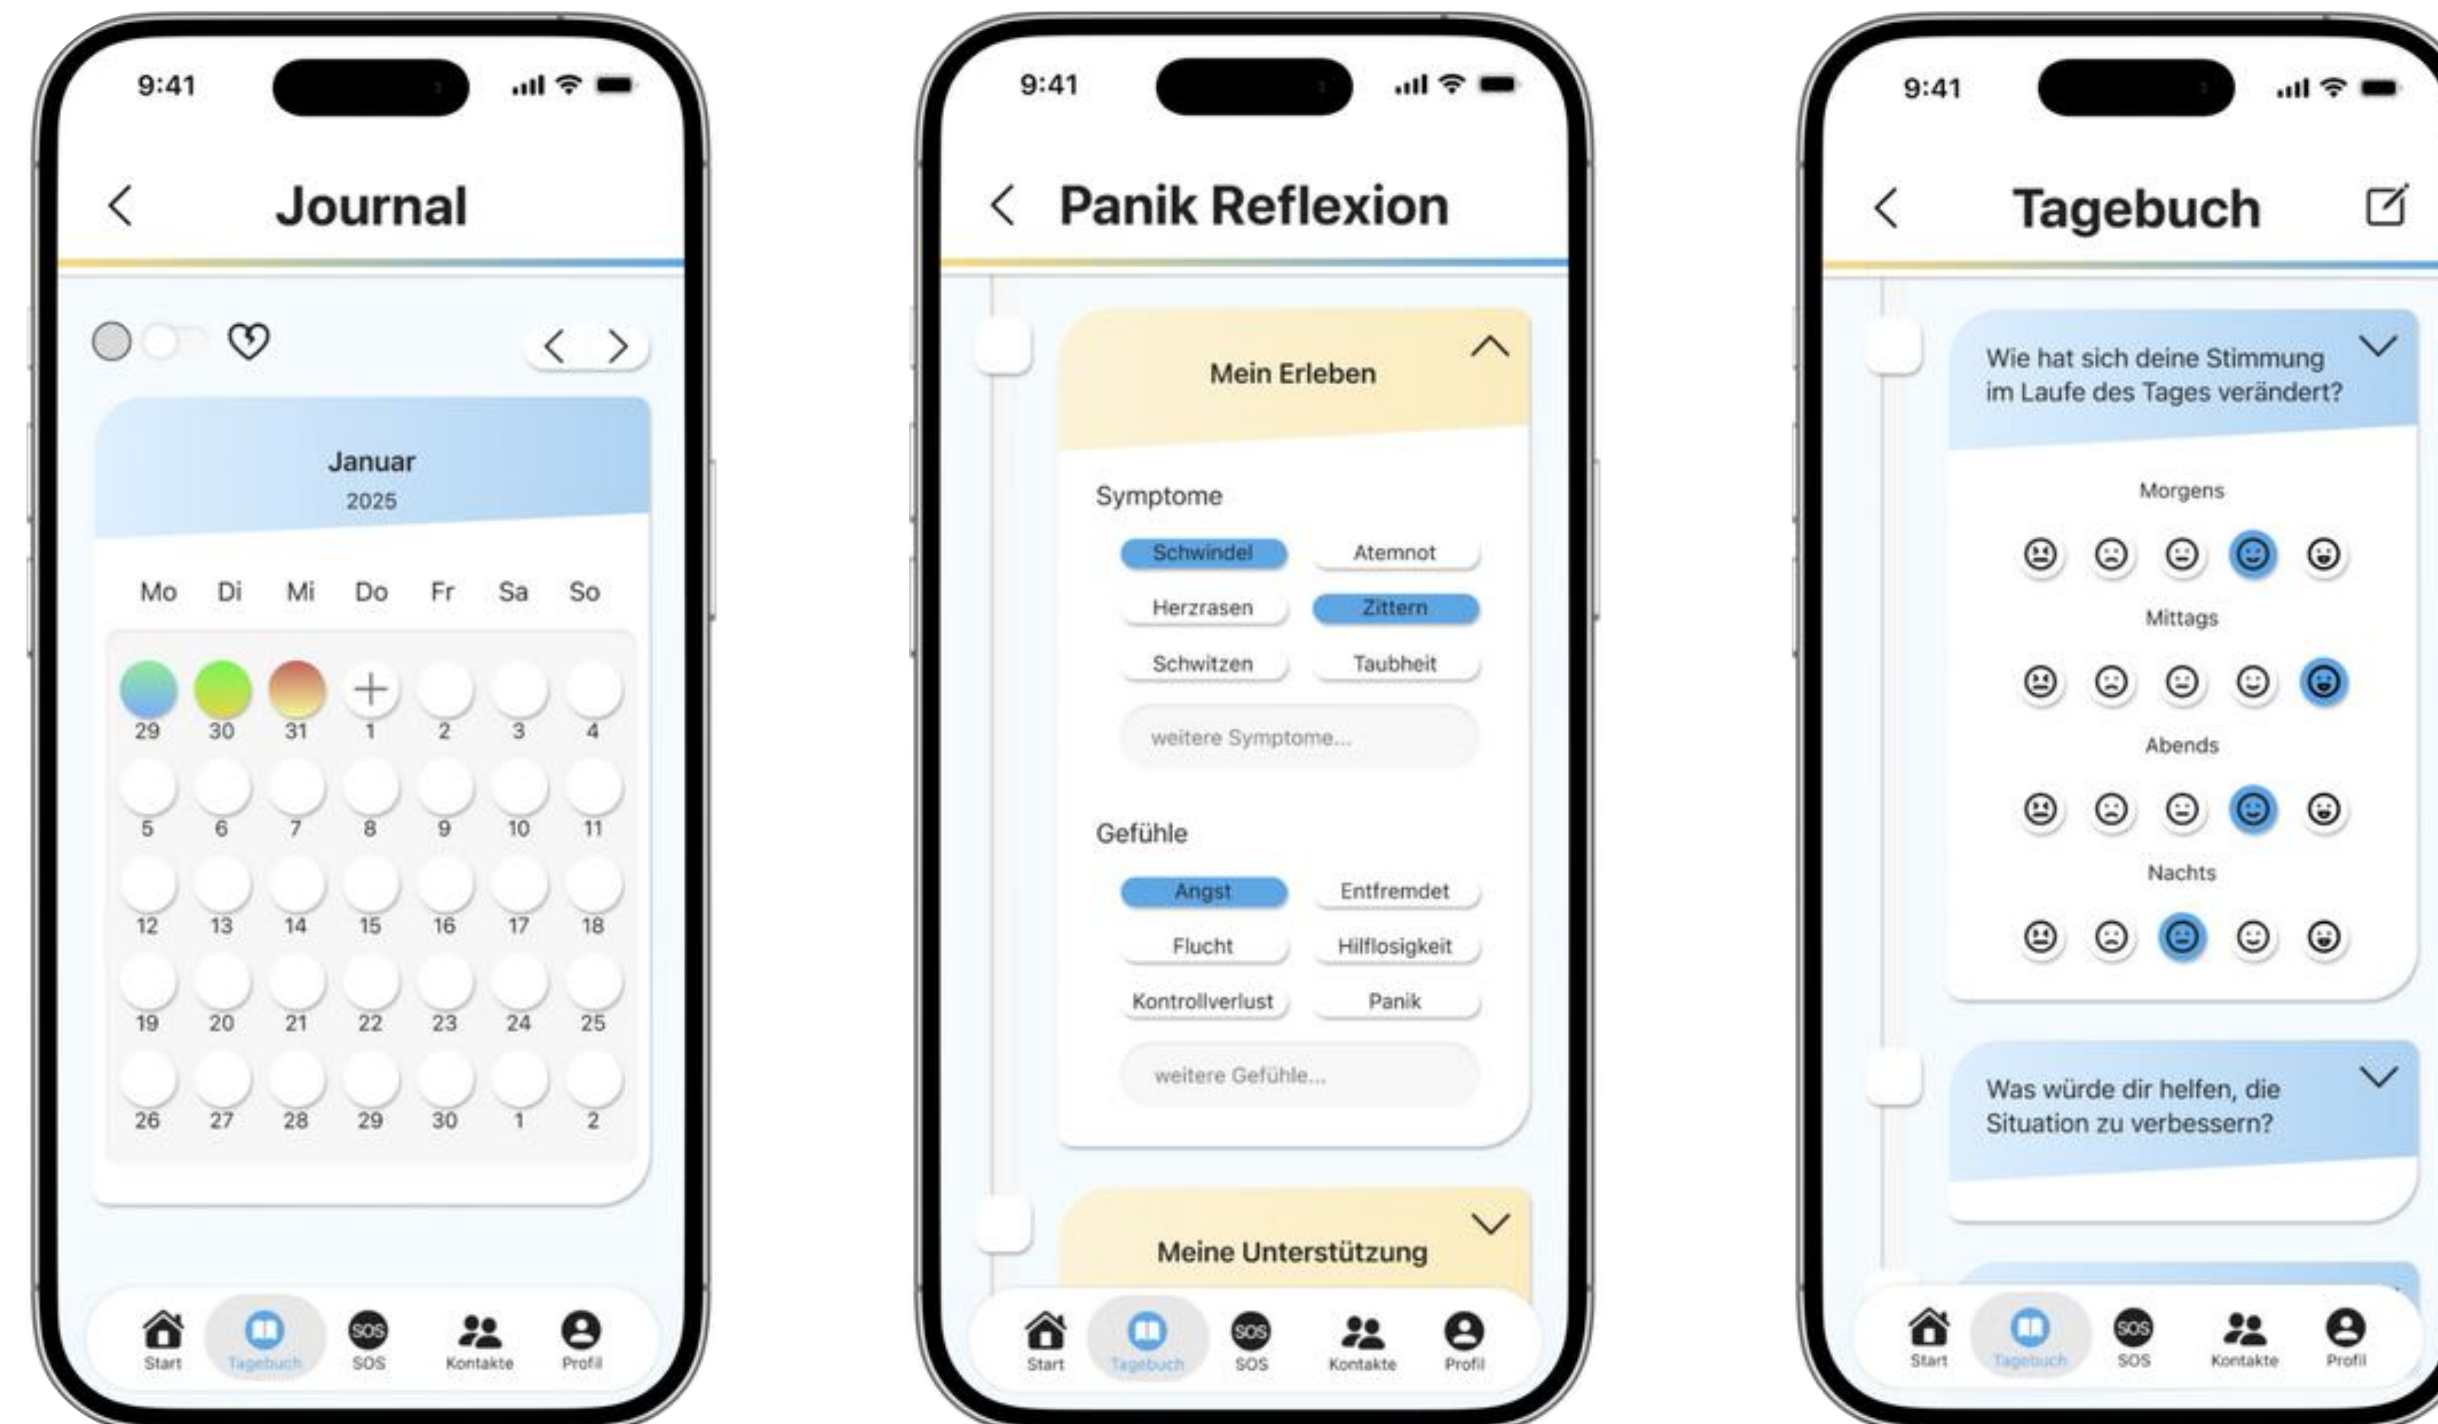 9:41
Journal
Januar
2025
Mo Di Mi Do Fr Sa So
29 30 31 1 2 3 4
5 6 7 8 9 10 11
12 13 14 15 16 17 18
19 20 21 22 23 24 25
26 27 28 29 30 1 2
Start Tagebuch SOS SOS Kontakte Profil
9:41
Panik Reflexion
Mein Erleben
Symptome
Schwindel Atemnot
Herzrasen Zittern
Schwitzen Taubheit
weitere Symptome...
Gefühle
Angst Entfremdet
Flucht Hilflosigkeit
Kontrollverlust Panik
weitere Gefühle...
Meine Unterstützung
Start Tagebuch SOS SOS Kontakte Profil
9:41
Tagebuch
Wie hat sich deine Stimmung
im Laufe des Tages verändert?
Morgens
Mittags
Abends
Nachts
Was würde dir helfen, die
Situation zu verbessern?
Start Tagebuch SOS SOS Kontakte Profil